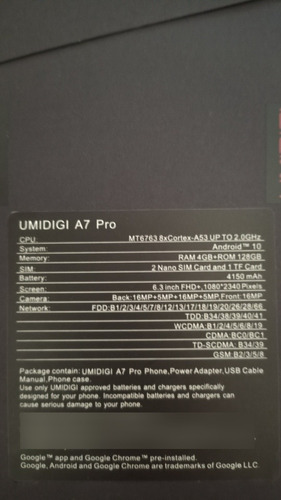 UMIDIGI A7 Pro
CPU: MT6763 8xCortex-A53 UP TO 2.0GHz
System: Android™ 10
Memory: RAM 4GB+ROM 128GB
SIM: 2 Nano SIM Card and 1 TF Card
Battery: 4150 mAh
Screen: 6.3 inch FHD+,1080*2340 Pixels
Camera: Back:16MP+5MP+16MP+5MP,Front:16MP
Network: FDD:B1/2/3/4/5/7/8/12/13/17/18/19/20/26/28/66
TDD:B34/38/39/40/41
WCDMA:B1/2/4/5/6/8/19
CDMA:BC0/BC1
TD-SCDMA: B34/39
GSM B2/3/5/8
Package contain: UMIDIGI A7 Pro Phone,Power Adapter,USB Cable
Manual,Phone case.
Use only UMIDIGI approved batteries and chargers specifically
designed for your phone. Incompatible batteries and chargers can
cause serious damage to your phone.
Google™ app and Google Chrome™ pre-installed.
Google, Android and Google Chrome are trademarks of Google LLC.